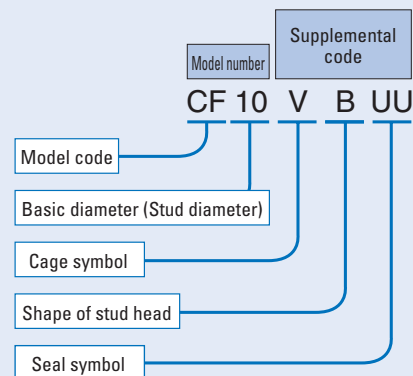 Supplemental
code
Model number
CF 10 V B UU
Model code
Basic diameter (Stud diameter)
Cage symbol
Shape of stud head
Seal symbol